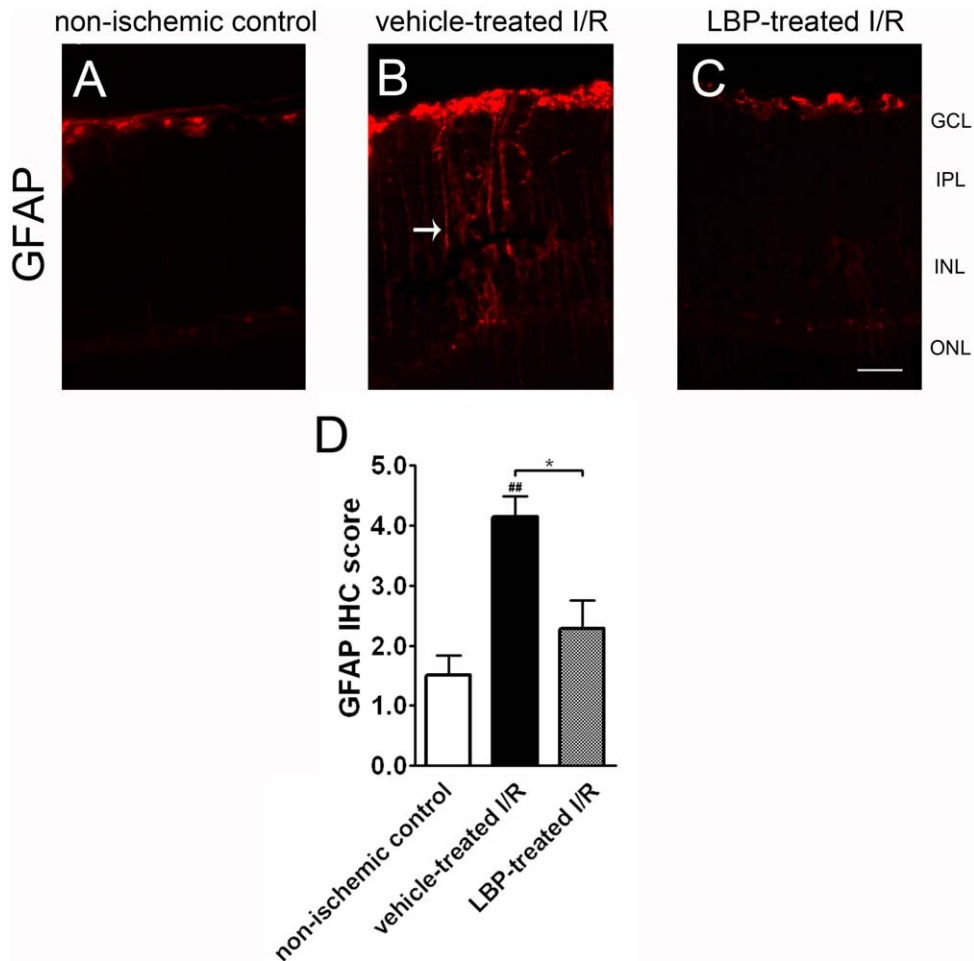 non-ischemic control
vehicle-treated I/R
LBP-treated I/R
A
B
C
GFAP
GCL
IPL
INL
ONL
D
*
##
5.0
4.0
3.0
2.0
1.0
0.0
GFAP IHC score
non-ischemic control
vehicle-treated I/R
LBP-treated I/R